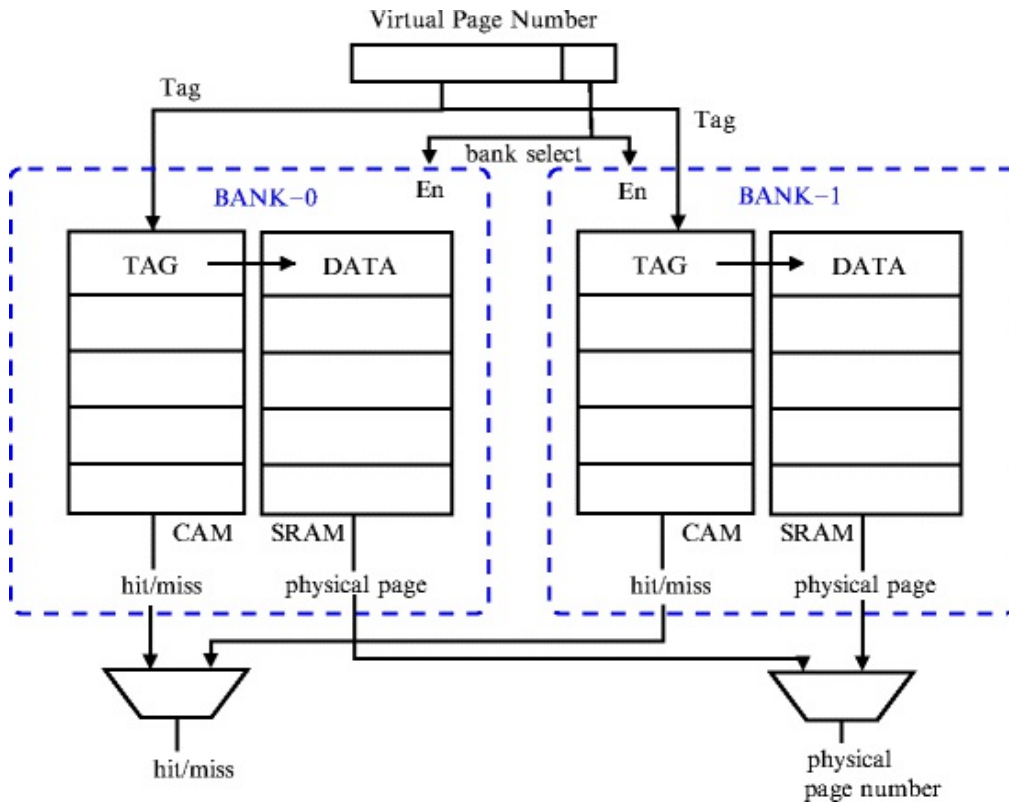 Virtual Page Number
Tag
Tag
bank select
En
En
BANK–0
BANK–1
TAG
DATA
TAG
DATA
CAM
SRAM
CAM
SRAM
hit/miss
physical page
hit/miss
physical page
hit/miss
physical
page number